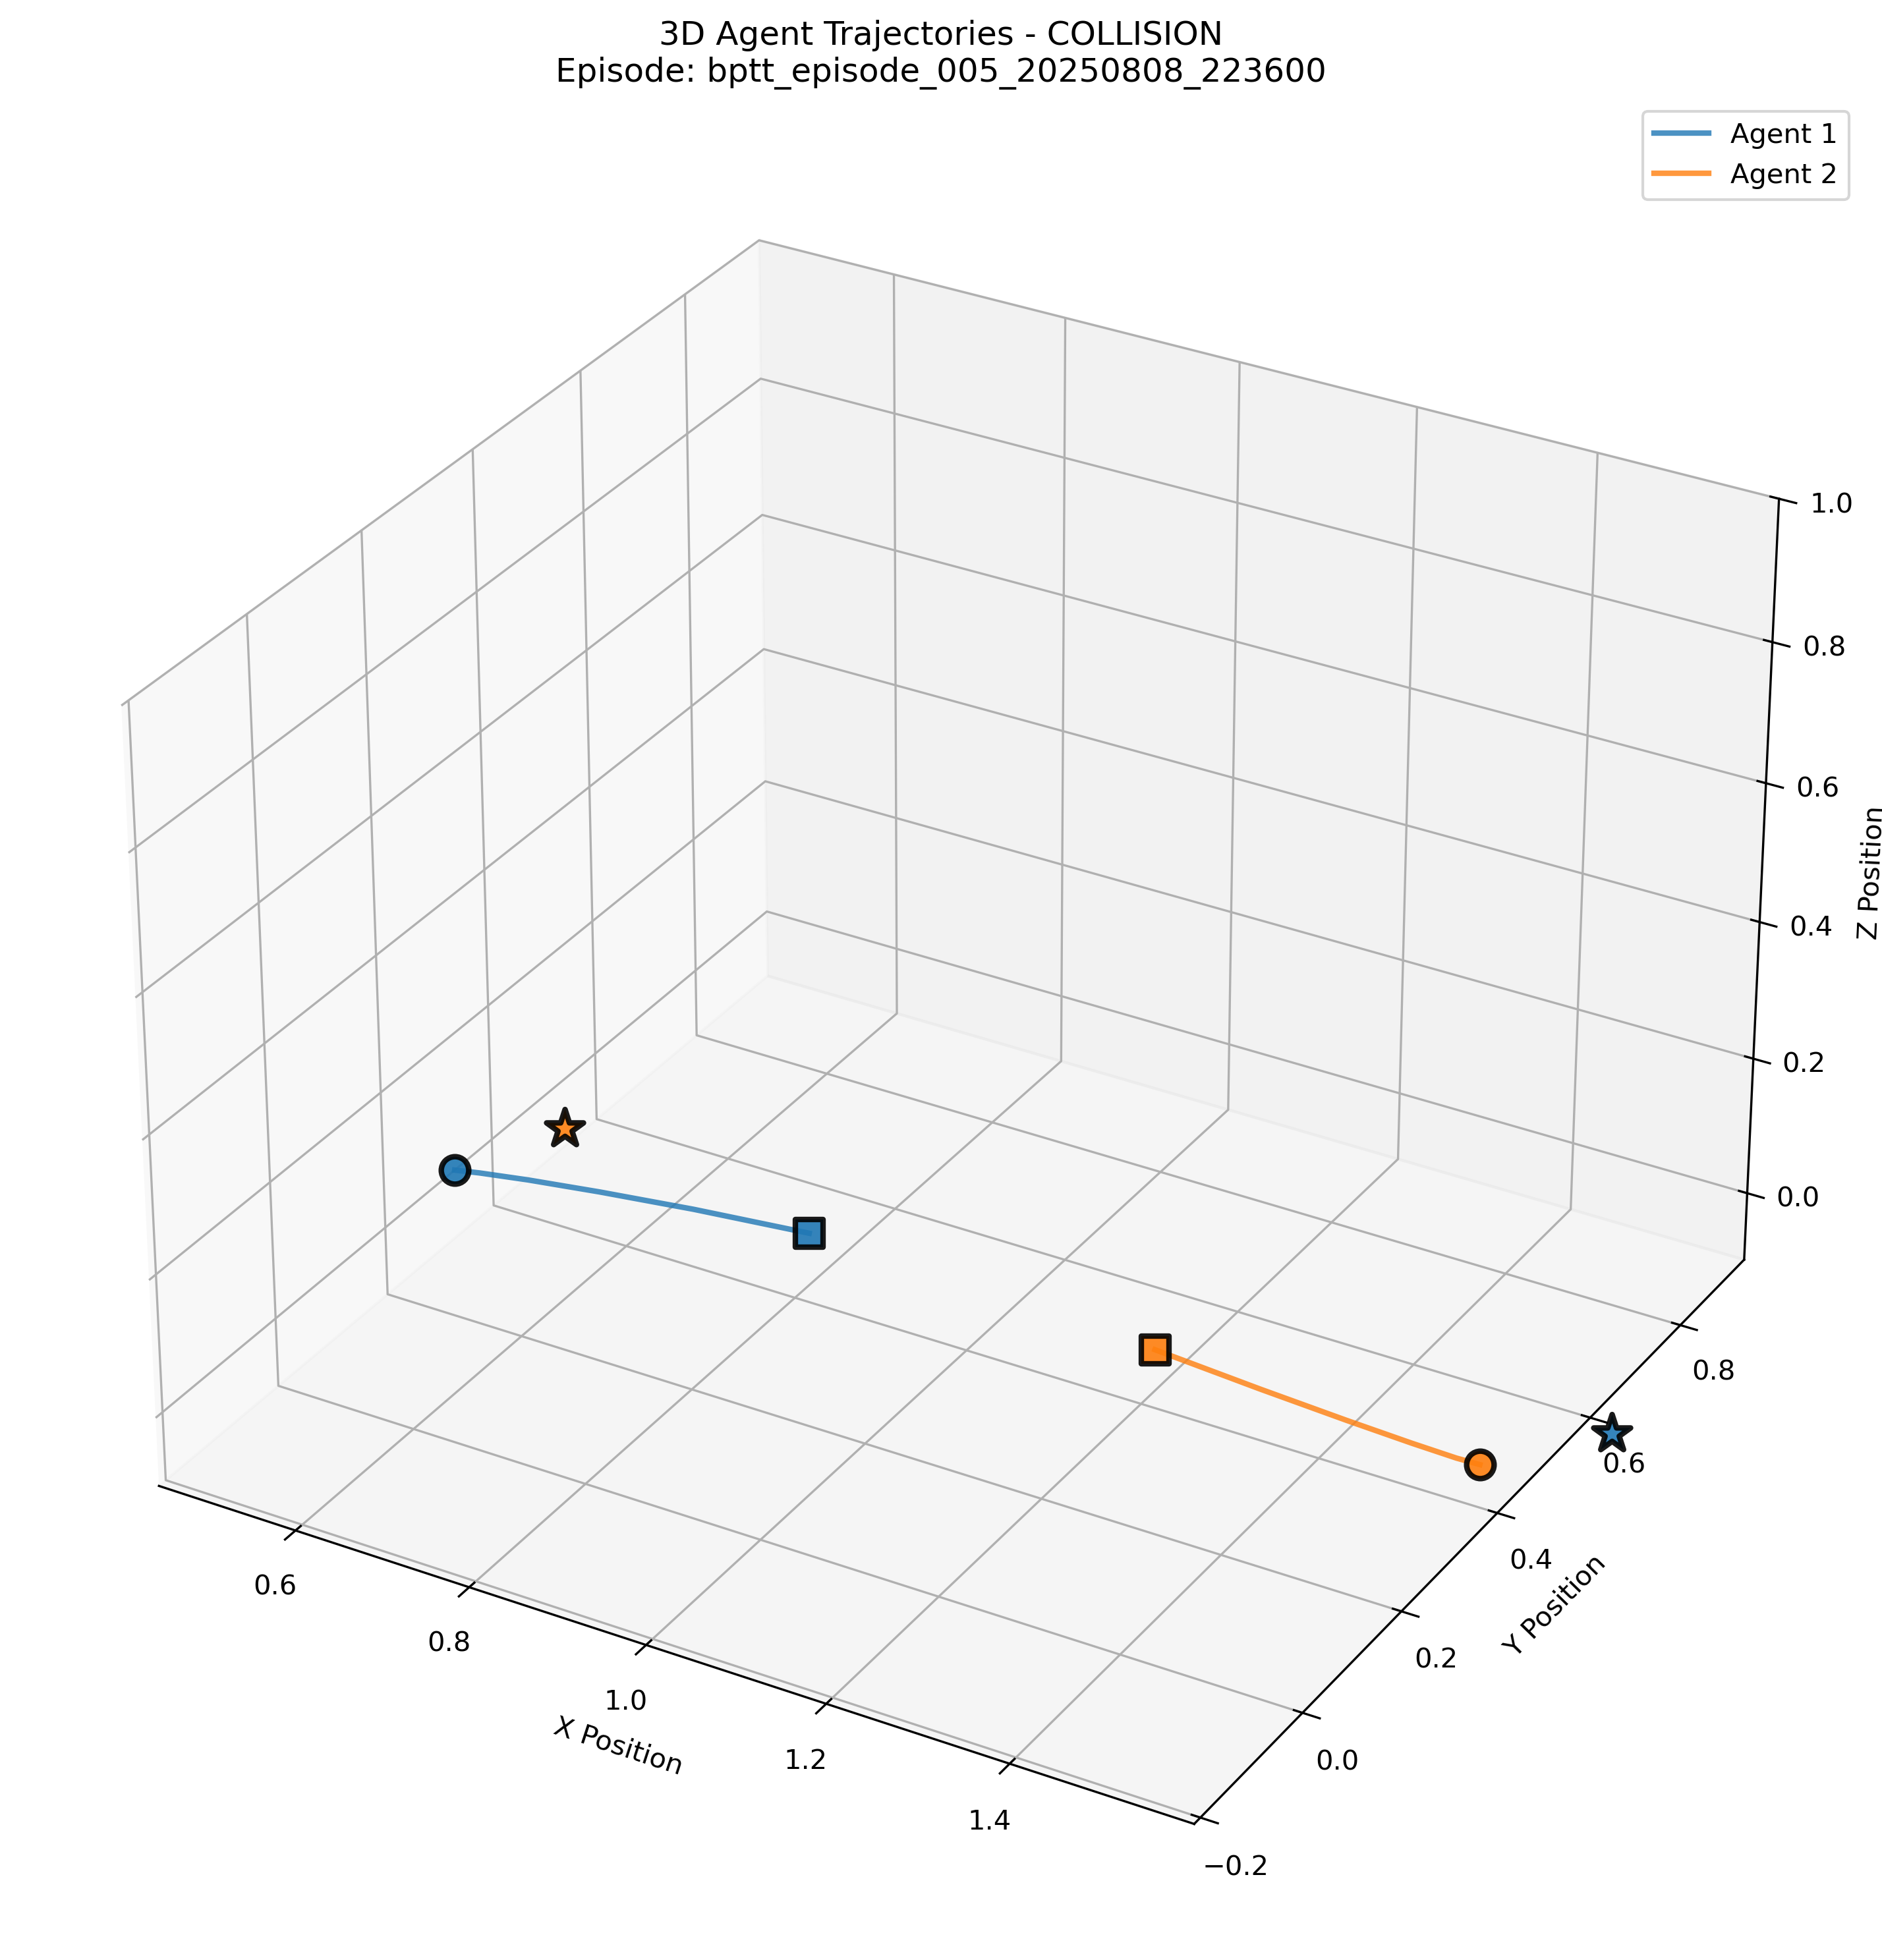 3D Agent Trajectories - COLLISION
Episode: bptt_episode_005_20250808_223600
Agent 1
Agent 2
1.0
0.8
0.6
0.4
0.2
0.0
Z Position
0.8
0.6
0.4
0.2
0.0
−0.2
Y Position
0.6
0.8
1.0
1.2
1.4
X Position